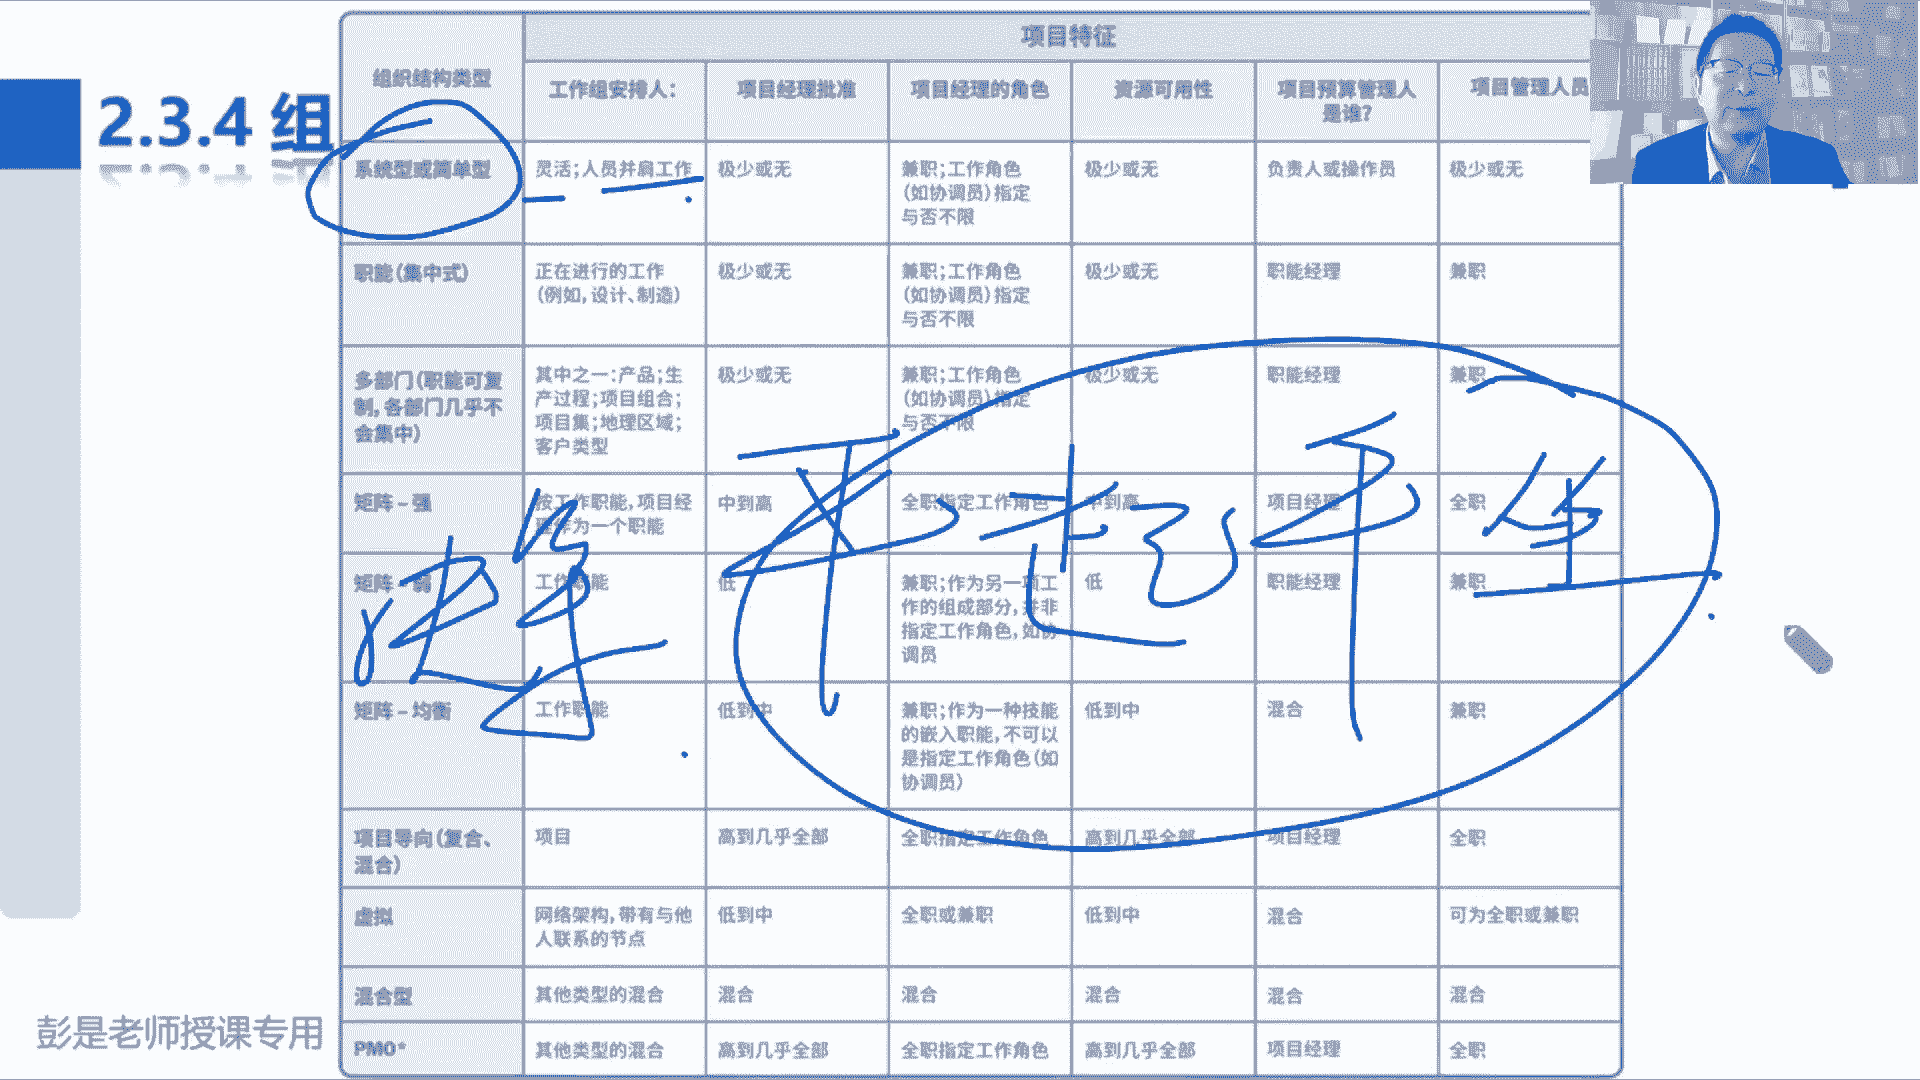 2.3.4 组
组织结构类型
项目特征
工作组安排人：
项目经理批准
项目经理的角色
资源可用性
项目预算管理人
是谁？
项目管理人员
系统型或简单型
灵活；人员并肩工作
极少或无
兼职；工作角色
（如协调员）指定
与否不限
极少或无
负责人或操作员
极少或无
职能（集中式）
正在进行的工作
（例如，设计、制造）
极少或无
兼职；工作角色
（如协调员）指定
与否不限
极少或无
职能经理
兼职
多部门（职能可复
制，各部门几乎不
会集中）
其中之一：产品；生
产过程；项目组合；
项目集；地理区域；
客户类型
极少或无
兼职；工作角色
（如协调员）指定
与否不限
极少或无
职能经理
兼职
矩阵－强
按工作职能，项目经
理作为一个职能
中到高
全职指定工作角色
中到高
项目经理
全职
矩阵－弱
工作职能
低
兼职；作为另一项工
作的组成部分，并非
指定工作角色，如协
调员
低
职能经理
兼职
矩阵－均衡
工作职能
低到中
兼职；作为一种技能
的嵌入职能，不可以
是指定工作角色（如
协调员）
低到中
混合
兼职
项目导向（复合、
混合）
项目
高到几乎全部
全职指定工作角色
高到几乎全部
项目经理
全职
虚拟
网络架构，带有与他
人联系的节点
低到中
全职或兼职
低到中
混合
可为全职或兼职
混合型
其他类型的混合
混合
混合
混合
混合
混合
PMO*
其他类型的混合
高到几乎全部
全职指定工作角色
高到几乎全部
项目经理
全职
彭是老师授课专用